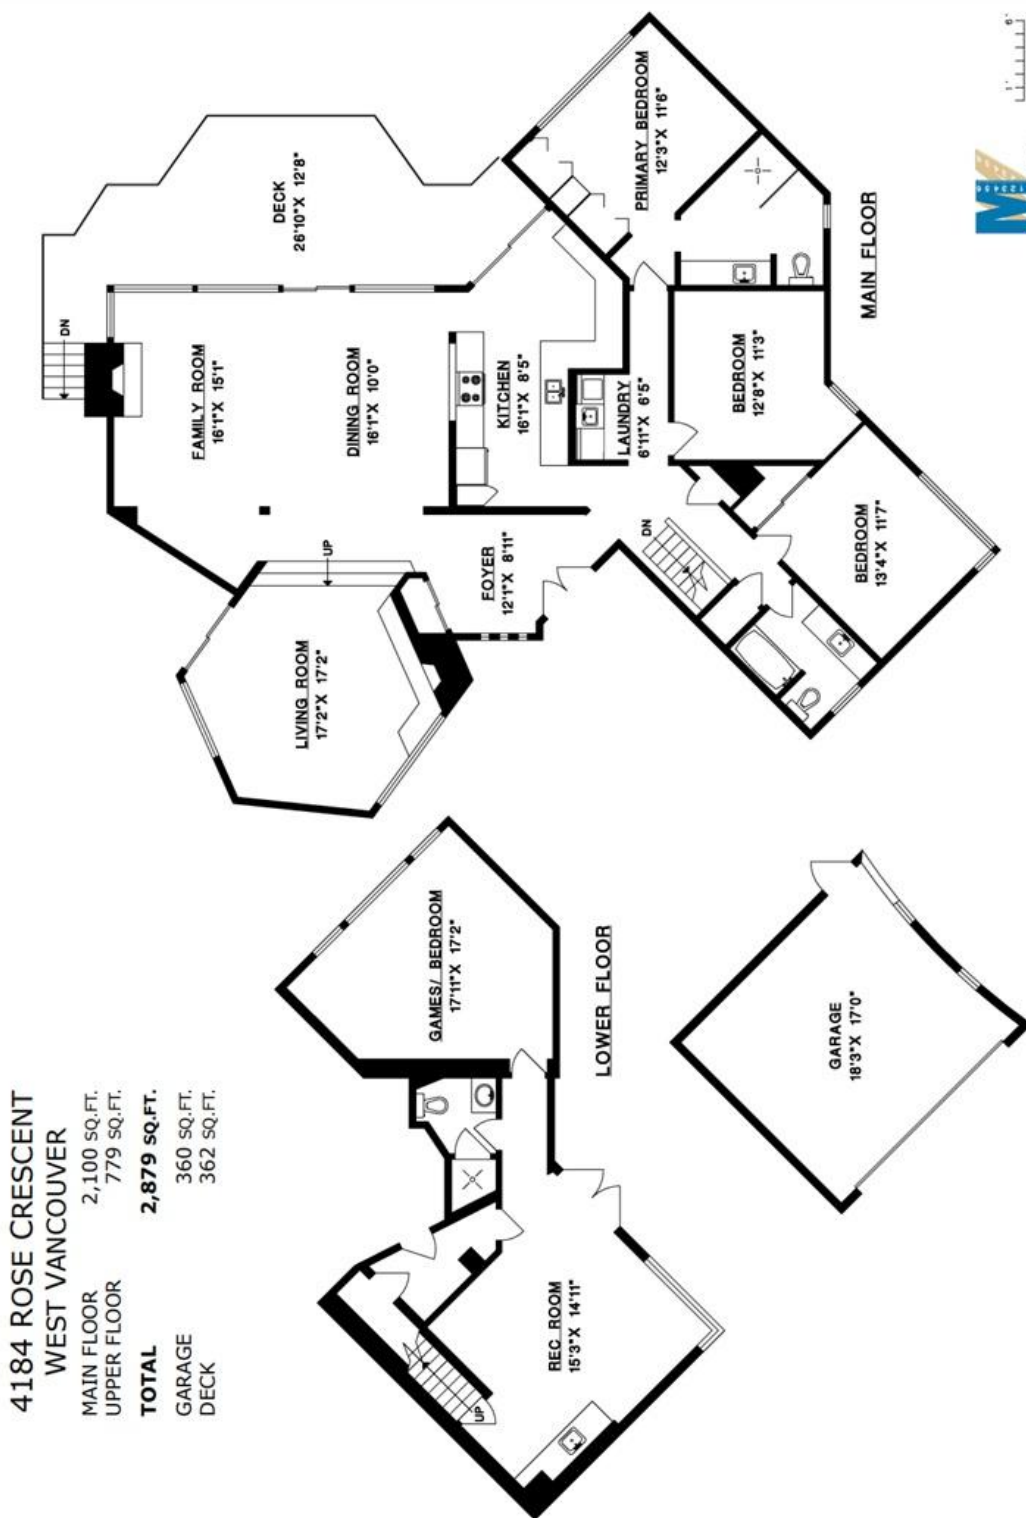 4184 ROSE CRESCENT
WEST VANCOUVER
MAIN FLOOR 2,100 SQ.FT.
UPPER FLOOR 779 SQ.FT.
TOTAL 2,879 SQ.FT.
GARAGE 360 SQ.FT.
DECK 362 SQ.FT.
LIVING ROOM
17'2"X 17'2"
UP
FAMILY ROOM
16'1"X 15'1"
DN
DECK
26'10"X 12'8"
DINING ROOM
16'1"X 10'0"
FOYER
12'1"X 8'11"
KITCHEN
16'1"X 8'5"
LAUNDRY
6'11"X 6'5"
PRIMARY BEDROOM
12'3"X 11'6"
DN
BEDROOM
12'8"X 11'3"
BEDROOM
13'4"X 11'7"
MAIN FLOOR
GAMES/ BEDROOM
17'11"X 17'2"
UP
REC ROOM
15'3"X 14'11"
LOWER FLOOR
GARAGE
18'3"X 17'0"
1'
6'
123456